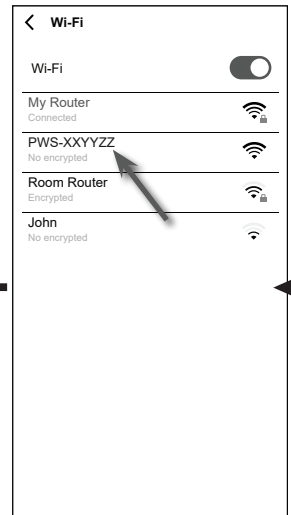 Wi-Fi
Wi-Fi
My Router
Connected
PWS-XXYYZZ
No encrypted
Room Router
Encrypted
John
No encrypted